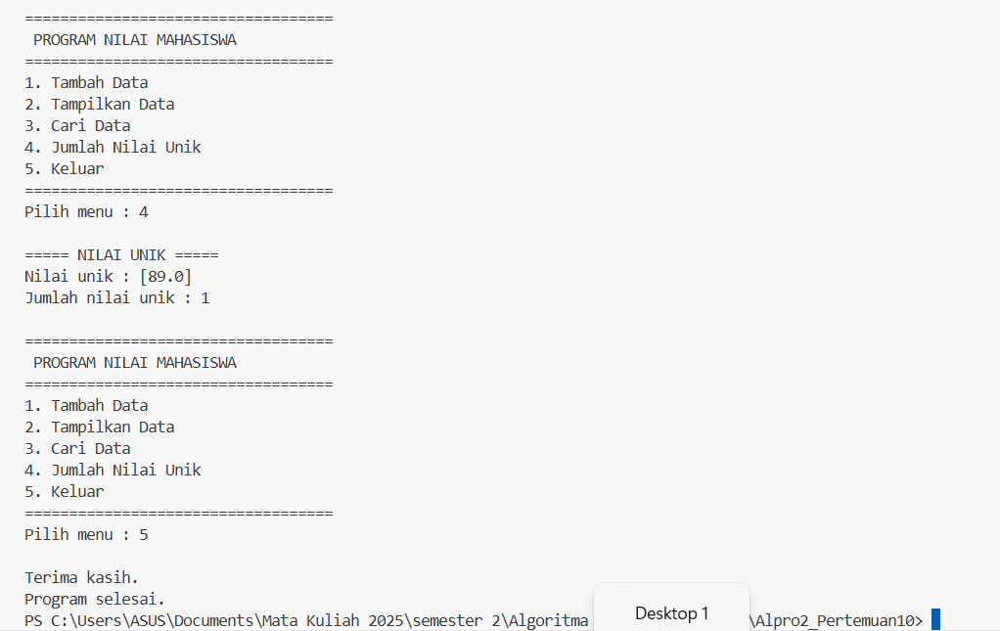 ===================================
PROGRAM NILAI MAHASISWA
===================================
1. Tambah Data
2. Tampilkan Data
3. Cari Data
4. Jumlah Nilai Unik
5. Keluar
===================================
Pilih menu : 4
===== NILAI UNIK =====
Nilai unik : [89.0]
Jumlah nilai unik : 1
===================================
PROGRAM NILAI MAHASISWA
===================================
1. Tambah Data
2. Tampilkan Data
3. Cari Data
4. Jumlah Nilai Unik
5. Keluar
===================================
Pilih menu : 5
Terima kasih.
Program selesai.
PS C:\Users\ASUS\Documents\Mata Kuliah 2025\semester 2\Algoritma \Alpro2_Pertemuan10>
Desktop 1